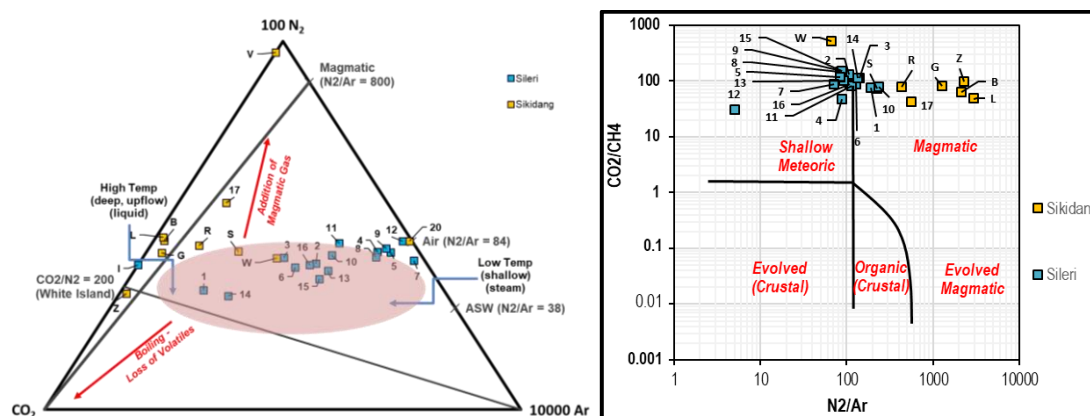 100 N2
V
Magmatic
(N2/Ar = 800)
Sileri
Sikidang
High Temp
(deep, upflow)
(liquid)
Addition of
Magmatic Gas
17
L
B
R
S
G
I
11
12
20
Air (N2/Ar = 84)
4
9
8
5
7
3
16
2
10
W
6
13
15
1
14
Low Temp
(shallow)
(steam)
CO2/N2 = 200
(White Island)
Z
ASW (N2/Ar = 38)
Boiling -
Loss of Volatiles
CO2
10000 Ar
CO2/CH4
1000
100
10
1
0.1
0.01
0.001
15
9
8
5
13
12
7
16
11
4
W
2
14
3
S
R
G
Z
B
L
17
10
1
6
Shallow
Meteoric
Magmatic
Evolved
(Crustal)
Organic
(Crustal)
Evolved
Magmatic
Sikidan
Sileri
1
10
100
1000
10000
N2/Ar